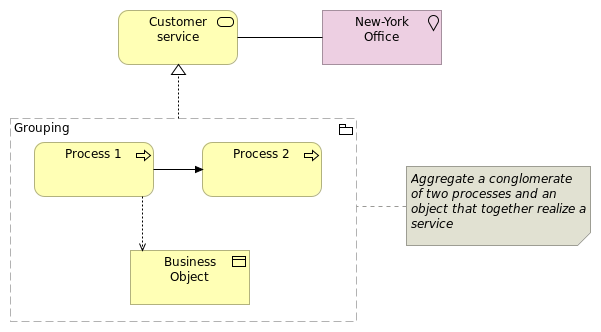 Customer
service
New-York
Office
Grouping
Process 1
Process 2
Business
Object
Aggregate a conglomerate
of two processes and an
object that together realize a
service